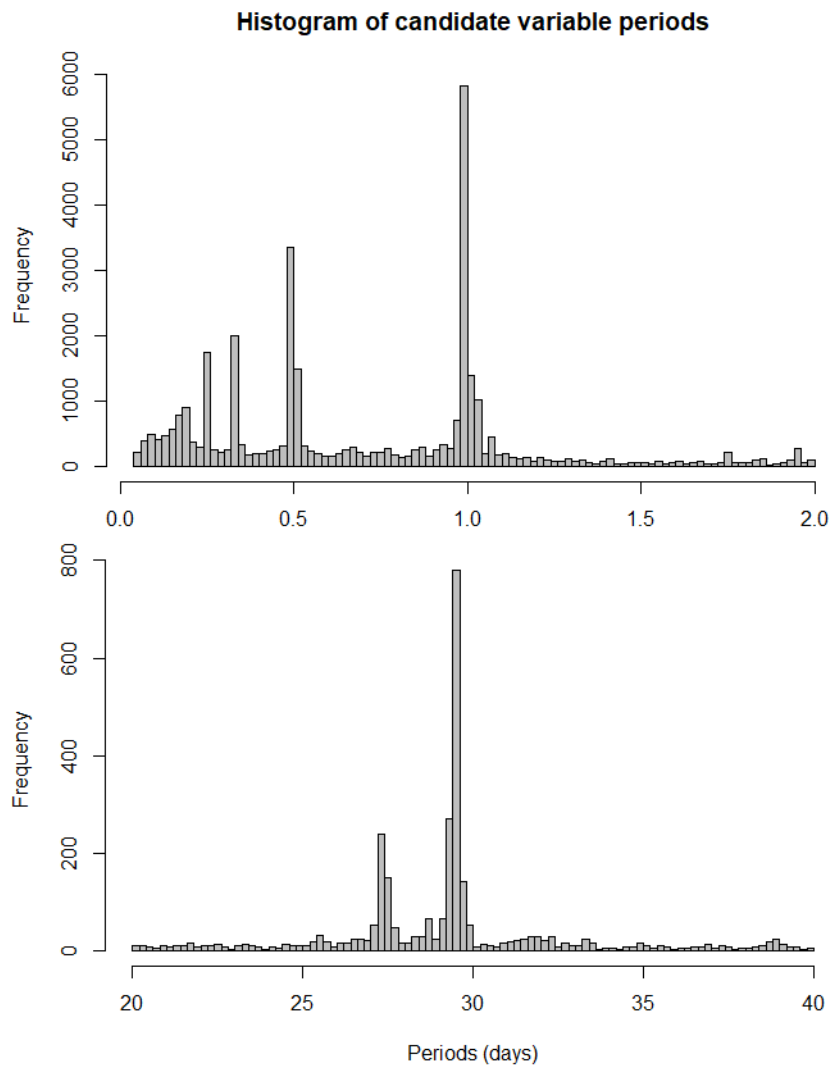 Histogram of candidate variable periods
6000
5000
4000
3000
2000
1000
0
Frequency
0.0 0.5 1.0 1.5 2.0
800
600
400
200
0
Frequency
20 25 30 35 40
Periods (days)